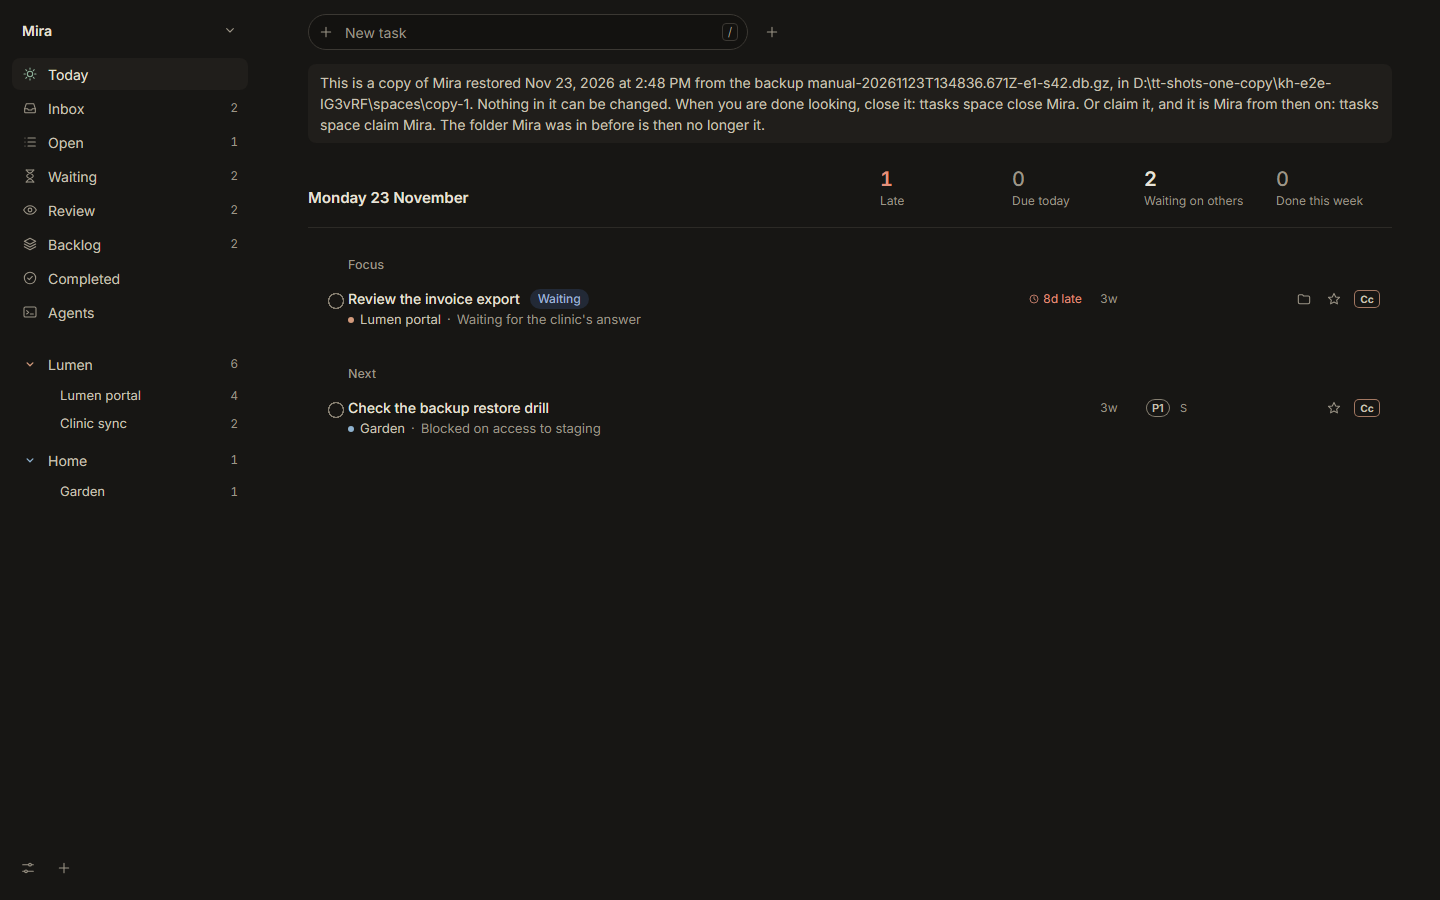 Mira
Today
Inbox 2
Open 1
Waiting 2
Review 2
Backlog 2
Completed
Agents
Lumen 6
Lumen portal 4
Clinic sync 2
Home 1
Garden 1
New task /
This is a copy of Mira restored Nov 23, 2026 at 2:48 PM from the backup manual-20261123T134836.671Z-e1-s42.db.gz, in D:\tt-shots-one-copy\kh-e2e-
IG3vRF\spaces\copy-1. Nothing in it can be changed. When you are done looking, close it: ttasks space close Mira. Or claim it, and it is Mira from then on: ttasks
space claim Mira. The folder Mira was in before is then no longer it.
Monday 23 November
1 Late
0 Due today
2 Waiting on others
0 Done this week
Focus
Review the invoice export Waiting 8d late 3w Cc
Lumen portal · Waiting for the clinic's answer
Next
Check the backup restore drill 3w P1 S Cc
Garden · Blocked on access to staging